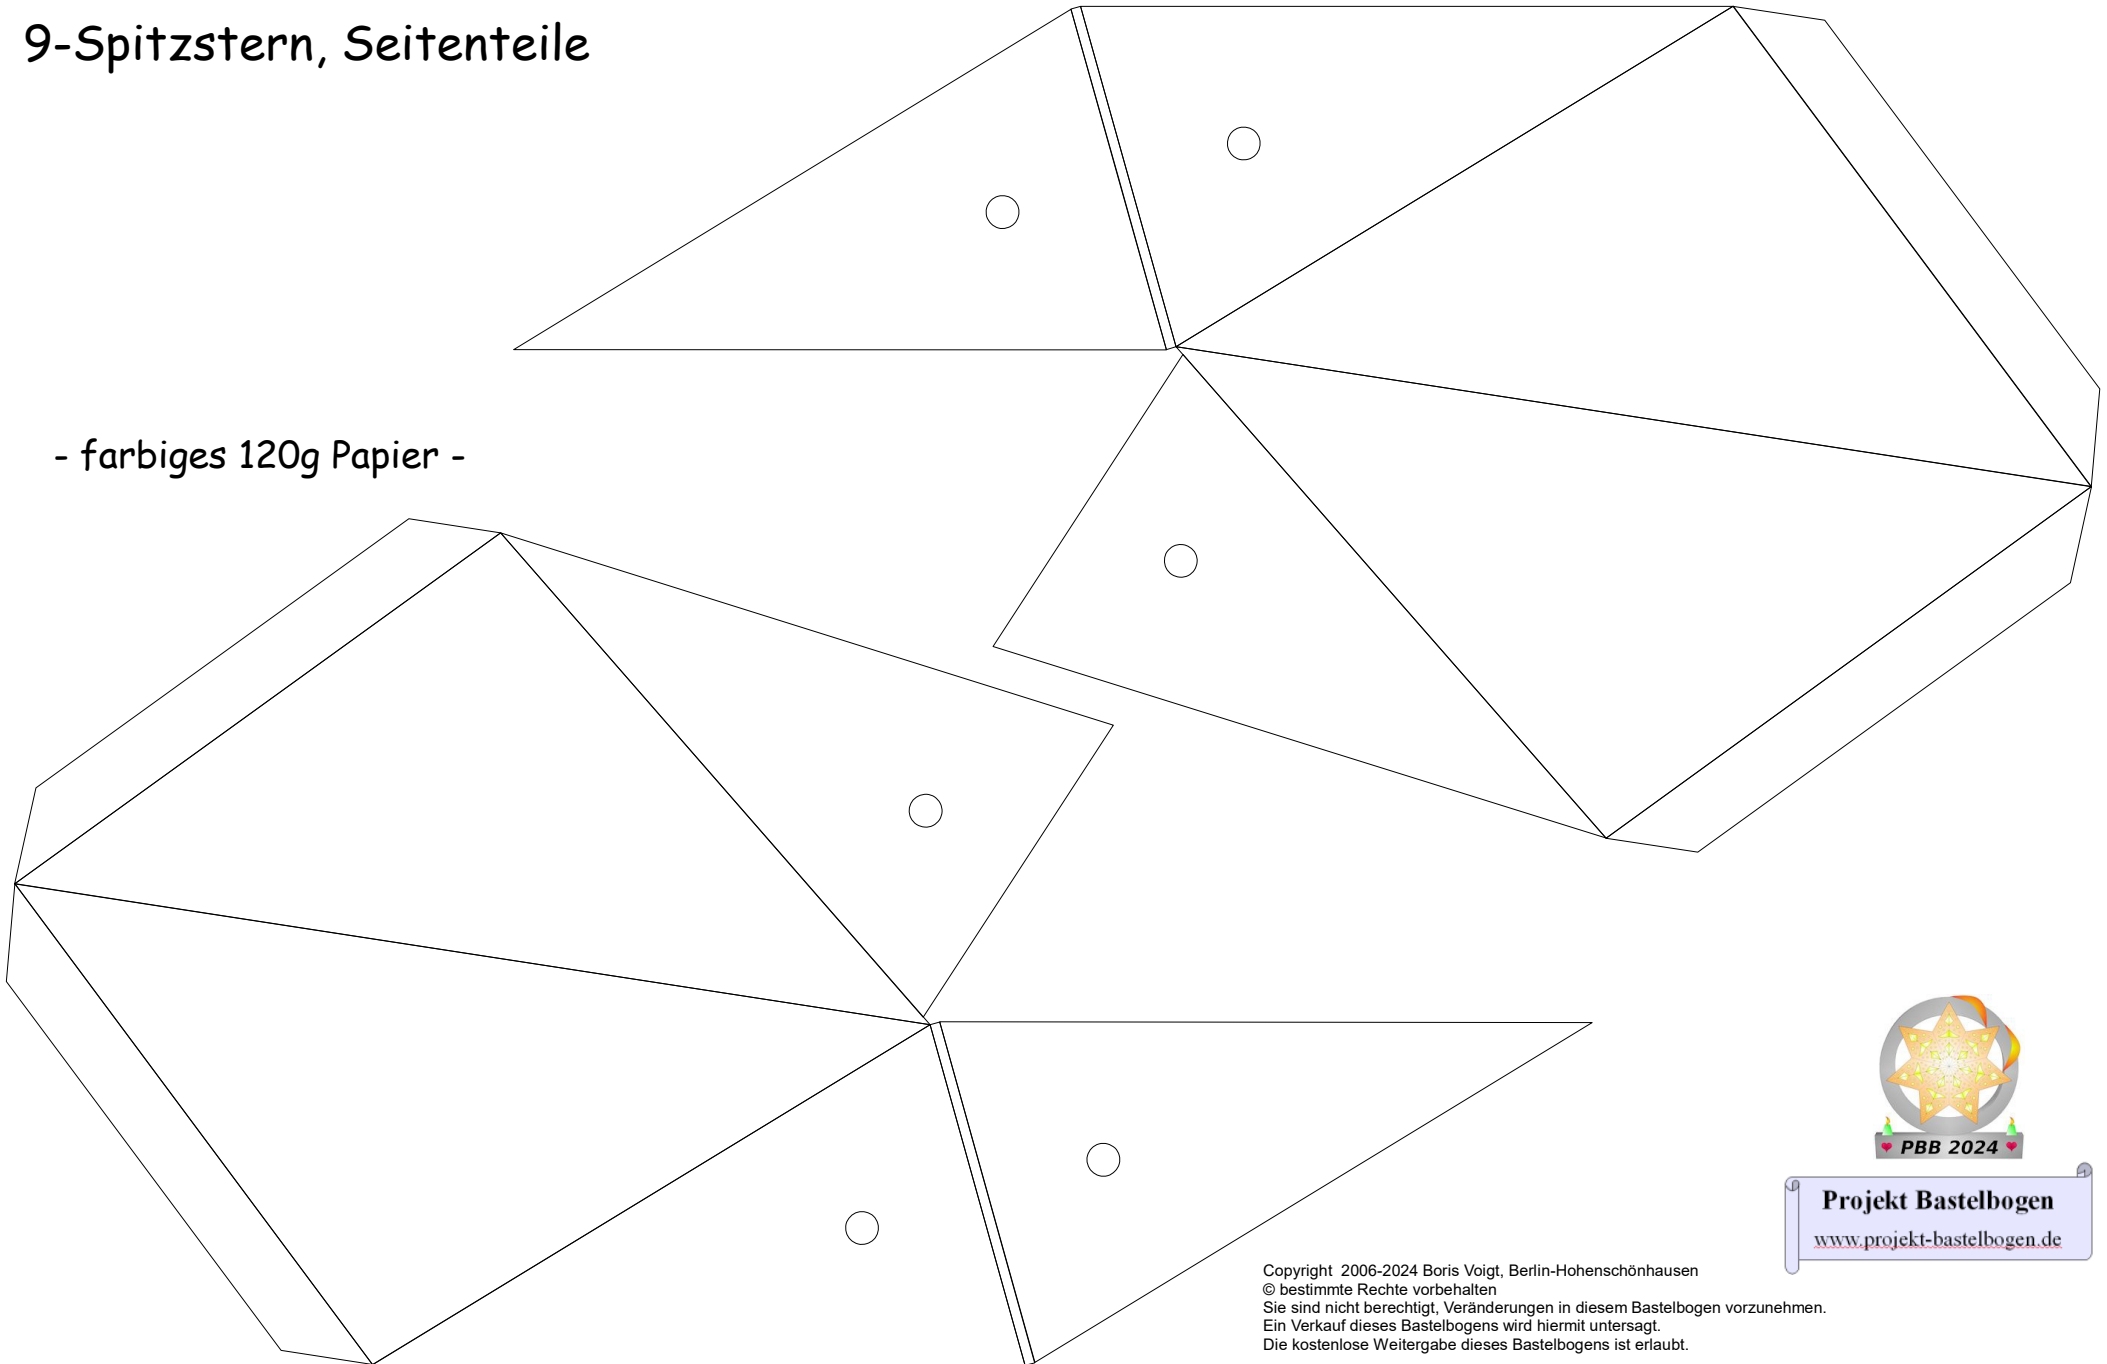 9-Spitzstern, Seitenteile
- farbiges 120g Papier -
PBB 2024
Projekt Bastelbogen
www.projekt-bastelbogen.de
Copyright  2006-2024 Boris Voigt, Berlin-Hohenschönhausen
© bestimmte Rechte vorbehalten
Sie sind nicht berechtigt, Veränderungen in diesem Bastelbogen vorzunehmen.
Ein Verkauf dieses Bastelbogens wird hiermit untersagt.
Die kostenlose Weitergabe dieses Bastelbogens ist erlaubt.